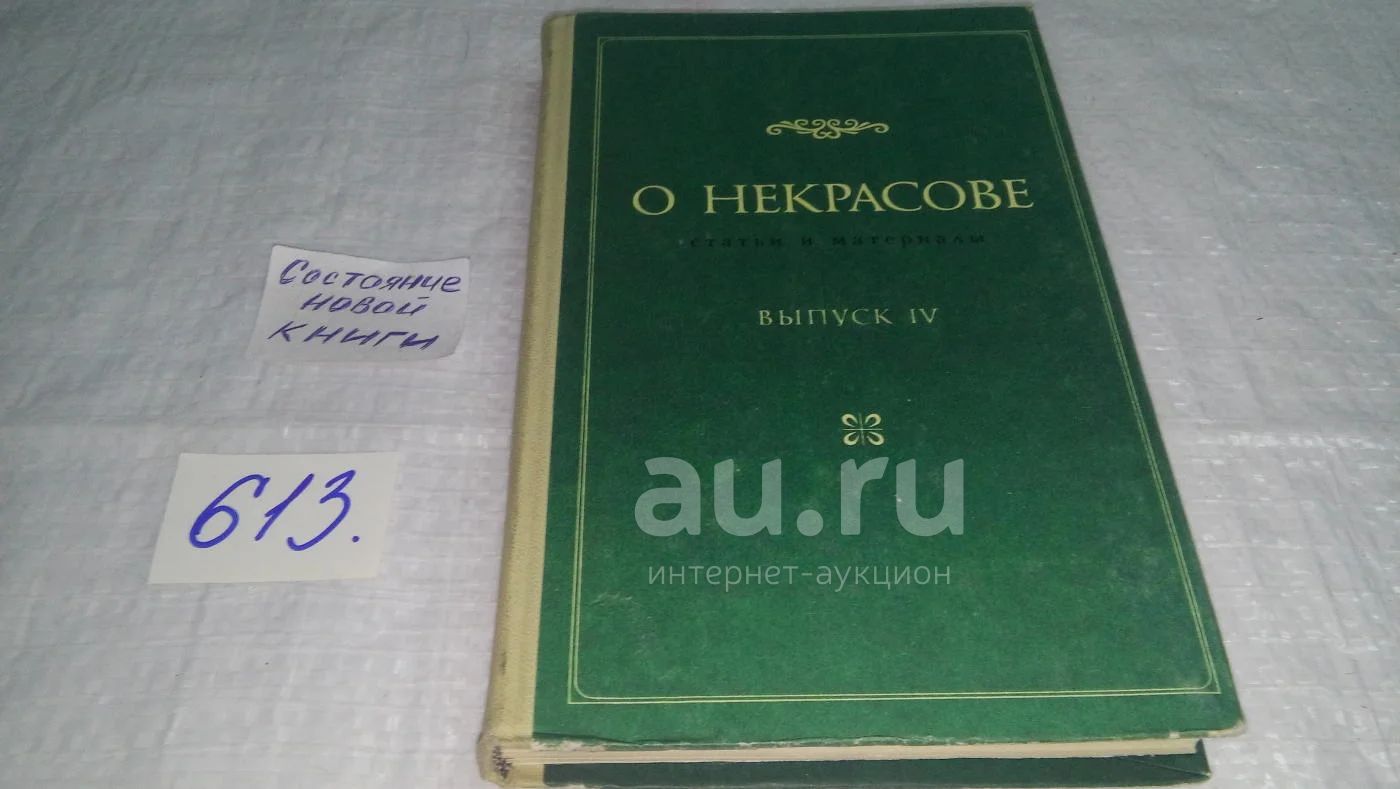 О НЕКРАСОВЕ
статьи и материалы
ВЫПУСК IV
Состояние
новой
книги
613.
au.ru
интернет-аукцион